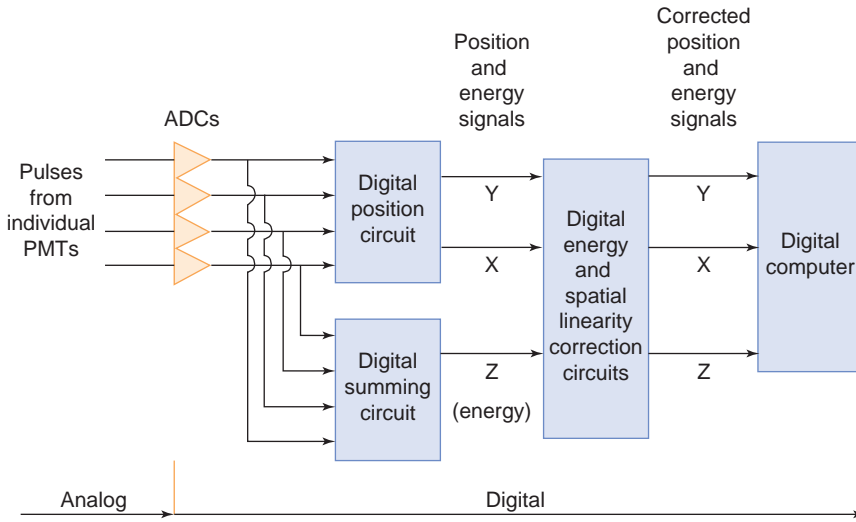 Position
and
energy
signals
Corrected
position
and
energy
signals
ADCs
Pulses
from
individual
PMTs
Digital
position
circuit
Y
X
Digital
summing
circuit
Z
(energy)
Digital
energy
and
spatial
linearity
correction
circuits
Y
X
Z
Digital
computer
Analog
Digital